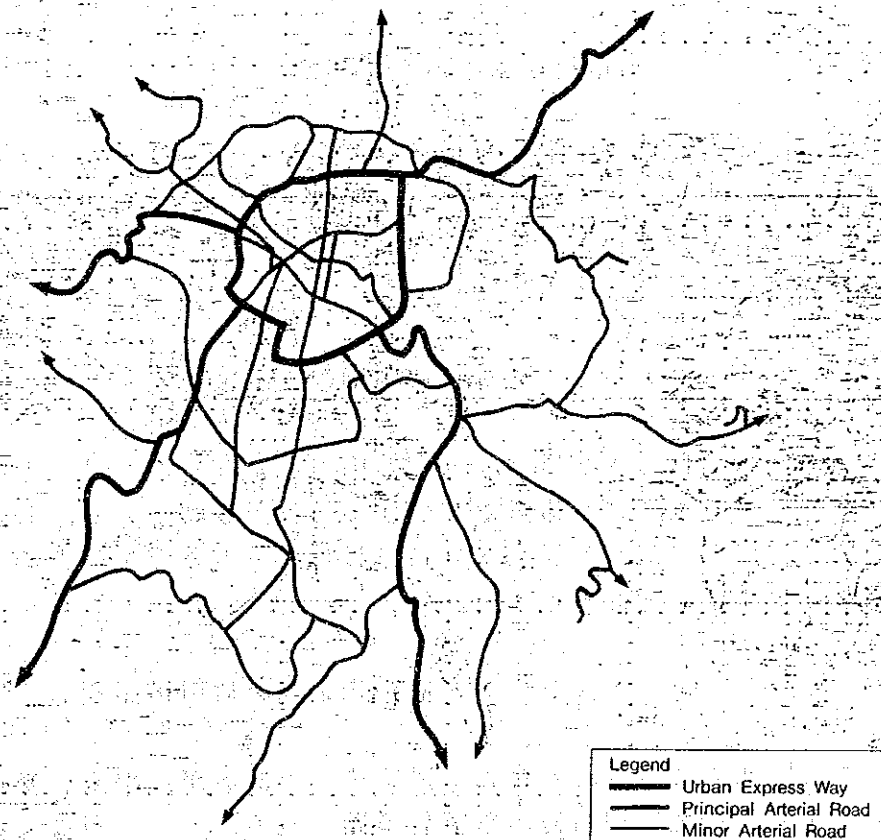 Legend
Urban Express Way
Principal Arterial Road
Minor Arterial Road